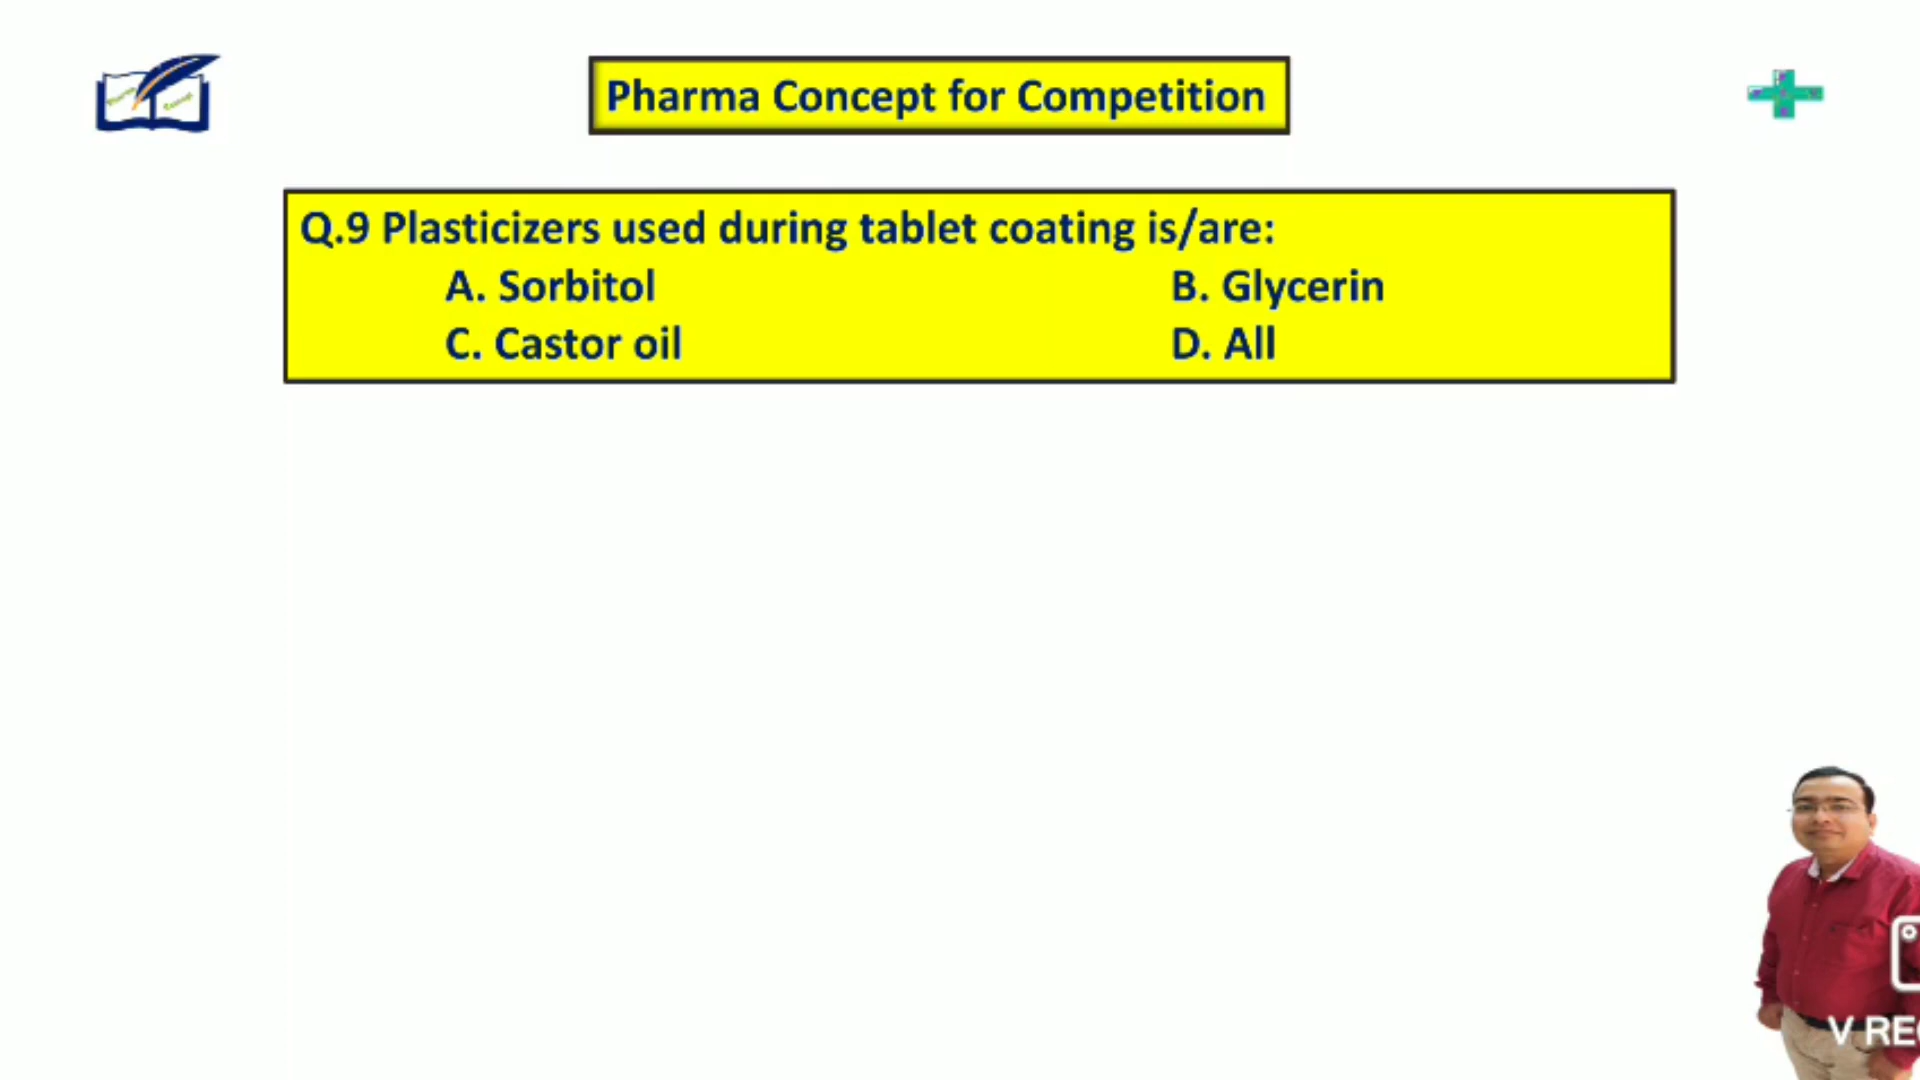 Pharma Concept for Competition
Q.9 Plasticizers used during tablet coating is/are:
A. Sorbitol B. Glycerin
C. Castor oil D. All